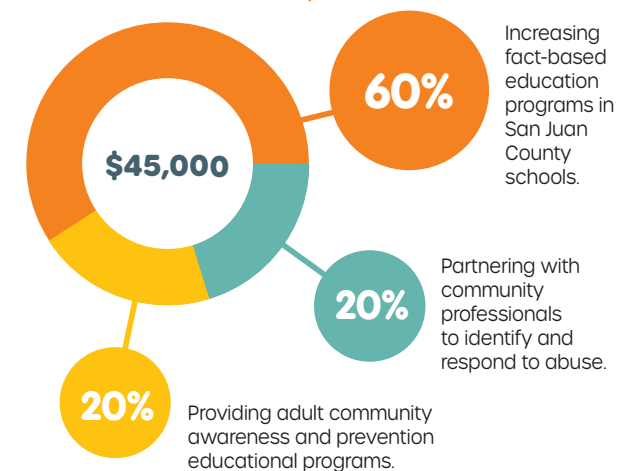 60%
Increasing
fact-based
education
programs in
San Juan
County
schools.
$45,000
20%
Partnering with
community
professionals
to identify and
respond to abuse.
20%
Providing adult community
awareness and prevention
educational programs.